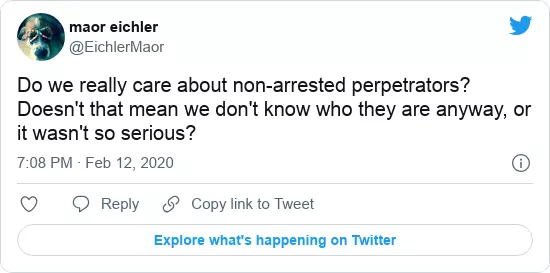 maor eichler
@EichlerMaor
Do we really care about non-arrested perpetrators?
Doesn't that mean we don't know who they are anyway, or
it wasn't so serious?
7:08 PM · Feb 12, 2020
Reply
Copy link to Tweet
Explore what's happening on Twitter